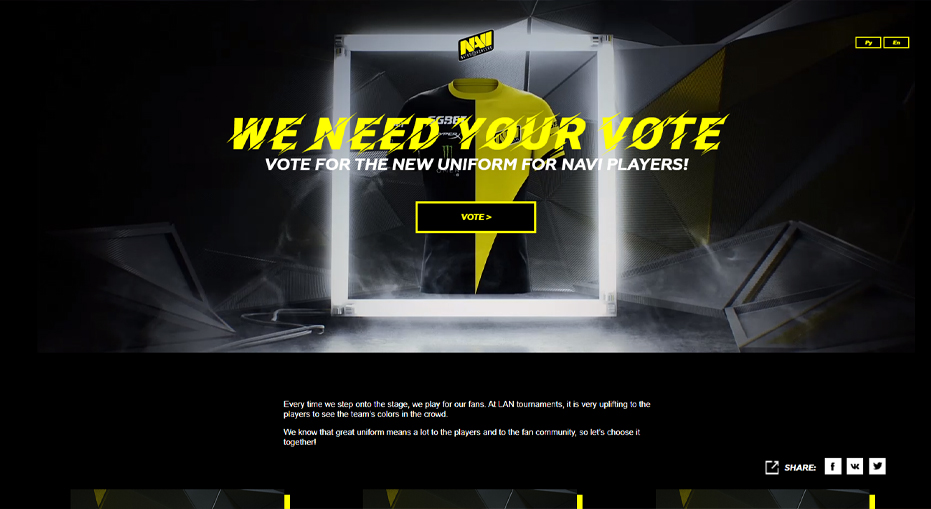 NAVI
Ру
En
GGBET
HYPERX
WE NEED YOUR VOTE
VOTE FOR THE NEW UNIFORM FOR NAVI PLAYERS!
VOTE >
Every time we step onto the stage, we play for our fans. At LAN tournaments, it is very uplifting to the
players to see the team's colors in the crowd.
We know that great uniform means a lot to the players and to the fan community, so let's choose it
together!
SHARE: